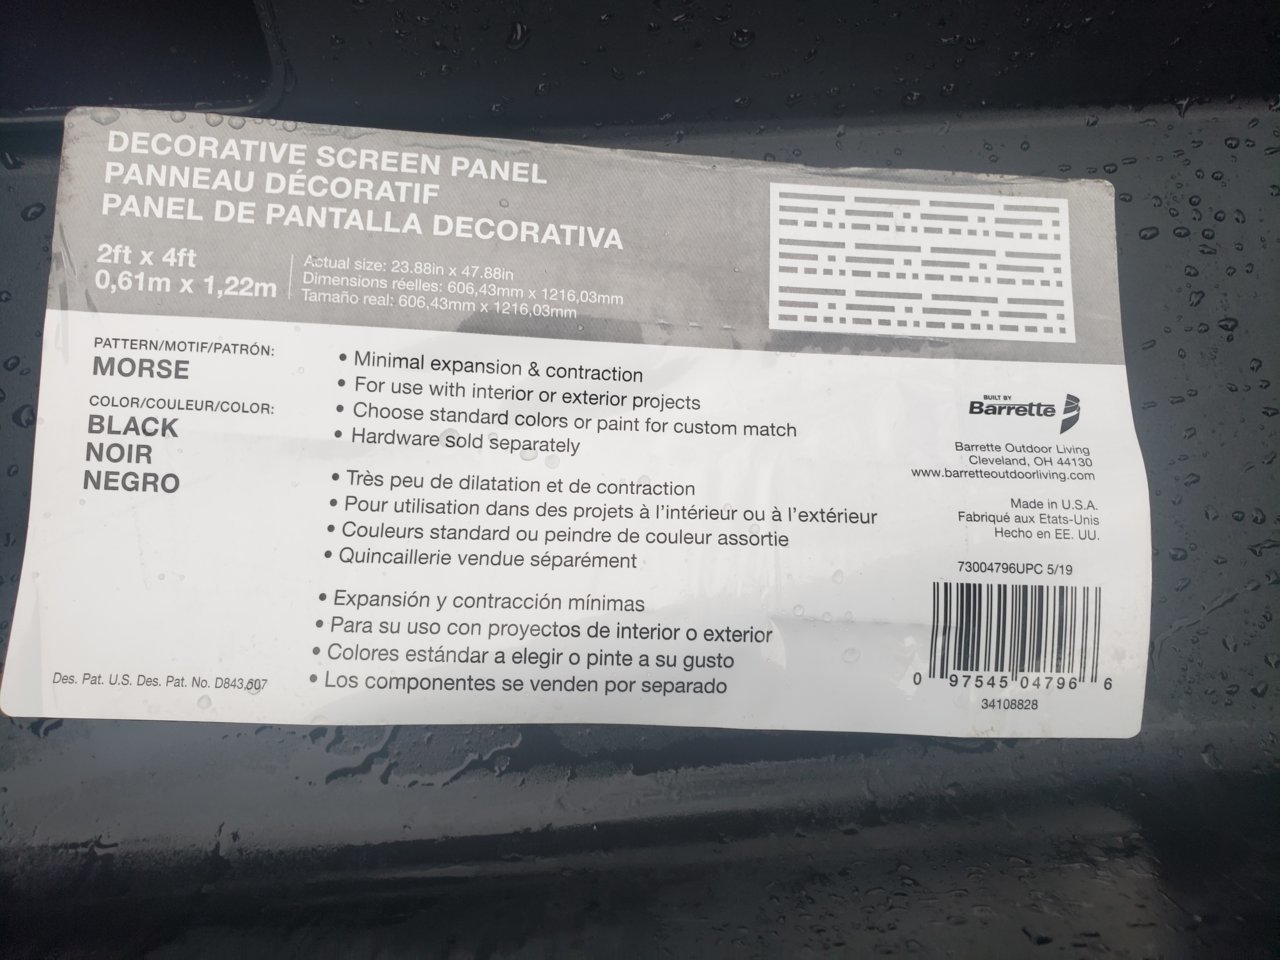 DECORATIVE SCREEN PANEL
PANNEAU DÉCORATIF
PANEL DE PANTALLA DECORATIVA
2ft x 4ft
0,61m x 1,22m
Actual size: 23.88in x 47.88in
Dimensions réelles: 606,43mm x 1216,03mm
Tamaño real: 606,43mm x 1216,03mm
PATTERN/MOTIF/PATRÓN:
MORSE
COLOR/COULEUR/COLOR:
BLACK
NOIR
NEGRO
• Minimal expansion & contraction
• For use with interior or exterior projects
• Choose standard colors or paint for custom match
• Hardware sold separately
• Très peu de dilatation et de contraction
• Pour utilisation dans des projets à l'intérieur ou à l'extérieur
• Couleurs standard ou peindre de couleur assortie
• Quincaillerie vendue séparément
• Expansión y contracción mínimas
• Para su uso con proyectos de interior o exterior
• Colores estándar a elegir o pinte a su gusto
• Los componentes se venden por separado
Des. Pat. U.S. Des. Pat. No. D843,607
BUILT BY
Barrette
Barrette Outdoor Living
Cleveland, OH 44130
www.barretteoutdoorliving.com
Made in U.S.A.
Fabriqué aux Etats-Unis
Hecho en EE. UU.
73004796UPC 5/19
0 97545 04796 6
34108828